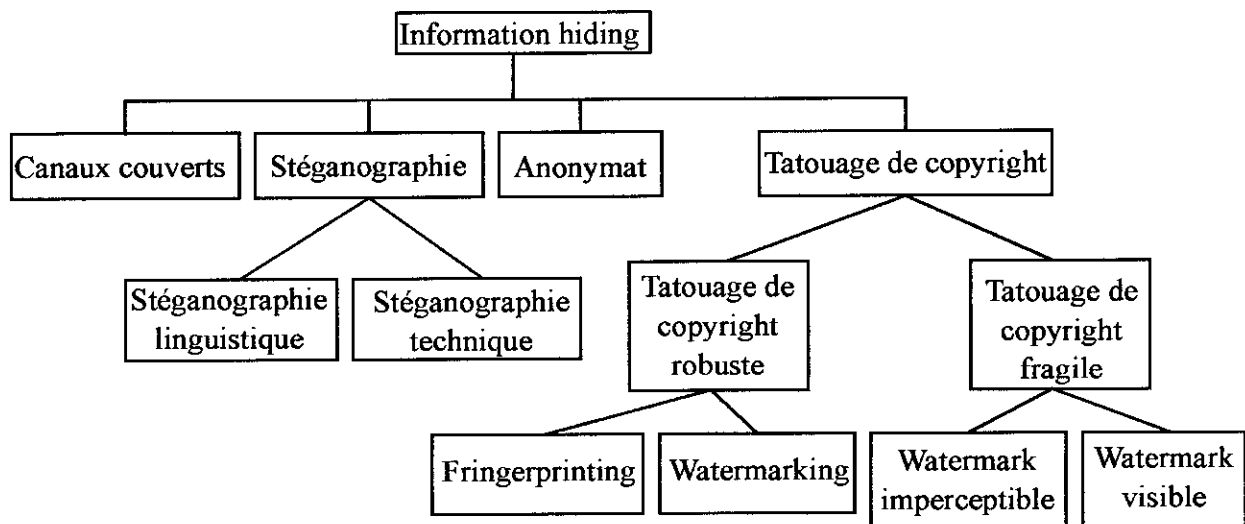 Information hiding
Canaux couverts
Stéganographie
Anonymat
Tatouage de copyright
Stéganographie
linguistique
Stéganographie
technique
Tatouage de
copyright
robuste
Tatouage de
copyright
fragile
Fringerprinting
Watermarking
Watermark
imperceptible
Watermark
visible